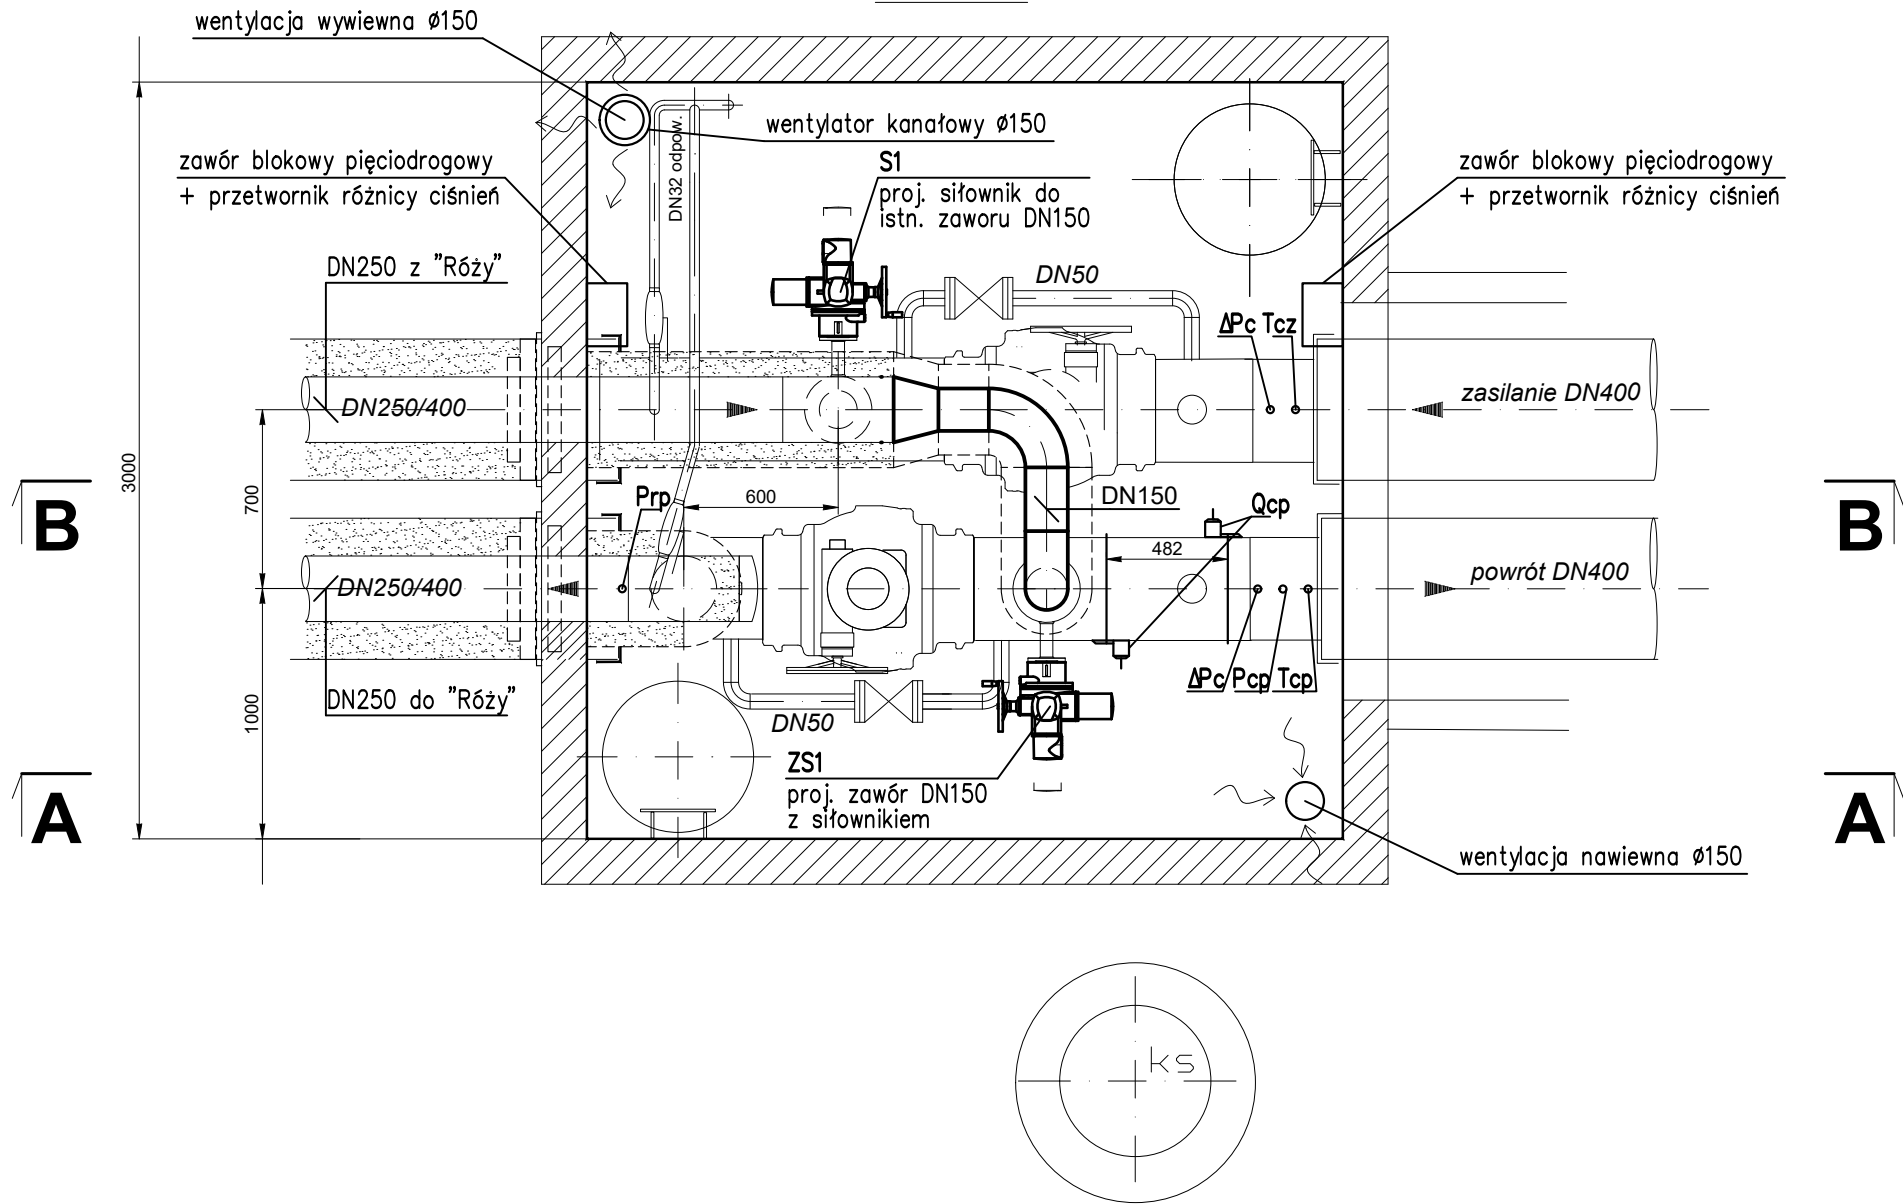 wentylacja wywiewna Ø150
wentylator kanałowy Ø150
DN32 odpow.
zawór blokowy pięciodrogowy
+ przetwornik różnicy ciśnień
S1
proj. siłownik do
istn. zaworu DN150
zawór blokowy pięciodrogowy
+ przetwornik różnicy ciśnień
DN250 z "Róży"
DN50
ΔPc Tcz
DN250/400
zasilanie DN400
3000
700
B
Prp
600
DN150
Qcp
B
482
DN250/400
powrót DN400
1000
DN250 do "Róży"
DN50
ΔPc Pcp Tcp
ZS1
proj. zawór DN150
z siłownikiem
A
A
wentylacja nawiewna Ø150
ks